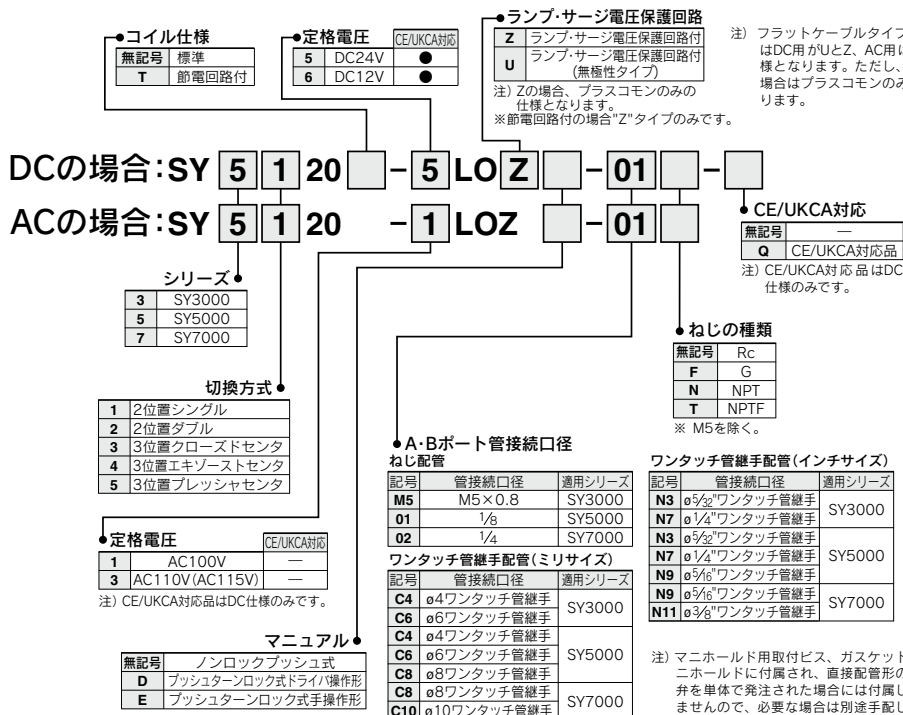 コイル仕様
無記号 標準
T 節電回路付
定格電圧 CE/UKCA対応
5 DC24V ●
6 DC12V ●
ランプ・サージ電圧保護回路
Z ランプ・サージ電圧保護回路付
U ランプ・サージ電圧保護回路付
(無極性タイプ)
注) Zの場合、プラスコモンのみの
仕様となります。
※節電回路付の場合"Z"タイプのみです。
注) フラットケーブルタイプ
はDC用がUとZ、AC用は
様となります。ただし、
場合はプラスコモンのみ
ります。
DCの場合:SY 5 1 20 - 5 LO Z - 01 -
ACの場合:SY 5 1 20 - 1 LOZ - 01
CE/UKCA対応
無記号 ―
Q CE/UKCA対応品
注) CE/UKCA対応品はDC
仕様のみです。
シリーズ
3 SY3000
5 SY5000
7 SY7000
ねじの種類
無記号 Rc
F G
N NPT
T NPTF
※ M5を除く。
切換方式
1 2位置シングル
2 2位置ダブル
3 3位置クローズドセンタ
4 3位置エキゾーストセンタ
5 3位置プレッシャセンタ
A・Bポート管接続口径
ねじ配管
記号 管接続口径 適用シリーズ
M5 M5×0.8 SY3000
01 1/8 SY5000
02 1/4 SY7000
ワンタッチ管継手配管(ミリサイズ)
記号 管接続口径 適用シリーズ
C4 ø4ワンタッチ管継手 SY3000
C6 ø6ワンタッチ管継手
C4 ø4ワンタッチ管継手 SY5000
C6 ø6ワンタッチ管継手
C8 ø8ワンタッチ管継手
C8 ø8ワンタッチ管継手 SY7000
C10 ø10ワンタッチ管継手
ワンタッチ管継手配管(インチサイズ)
記号 管接続口径 適用シリーズ
N3 ø5/32"ワンタッチ管継手 SY3000
N7 ø1/4"ワンタッチ管継手
N3 ø5/32"ワンタッチ管継手 SY5000
N7 ø1/4"ワンタッチ管継手
N9 ø5/16"ワンタッチ管継手
N9 ø5/16"ワンタッチ管継手 SY7000
N11 ø3/8"ワンタッチ管継手
定格電圧 CE/UKCA対応
1 AC100V ―
3 AC110V(AC115V) ―
注) CE/UKCA対応品はDC仕様のみです。
マニュアル
無記号 ノンロックプッシュ式
D プッシュターンロック式ドライバ操作形
E プッシュターンロック式手操作形
注) マニホールド用取付ビス、ガスケット
ニホールドに付属され、直接配管形の
弁を単体で発注された場合には付属し
ませんので、必要な場合は別途手配し